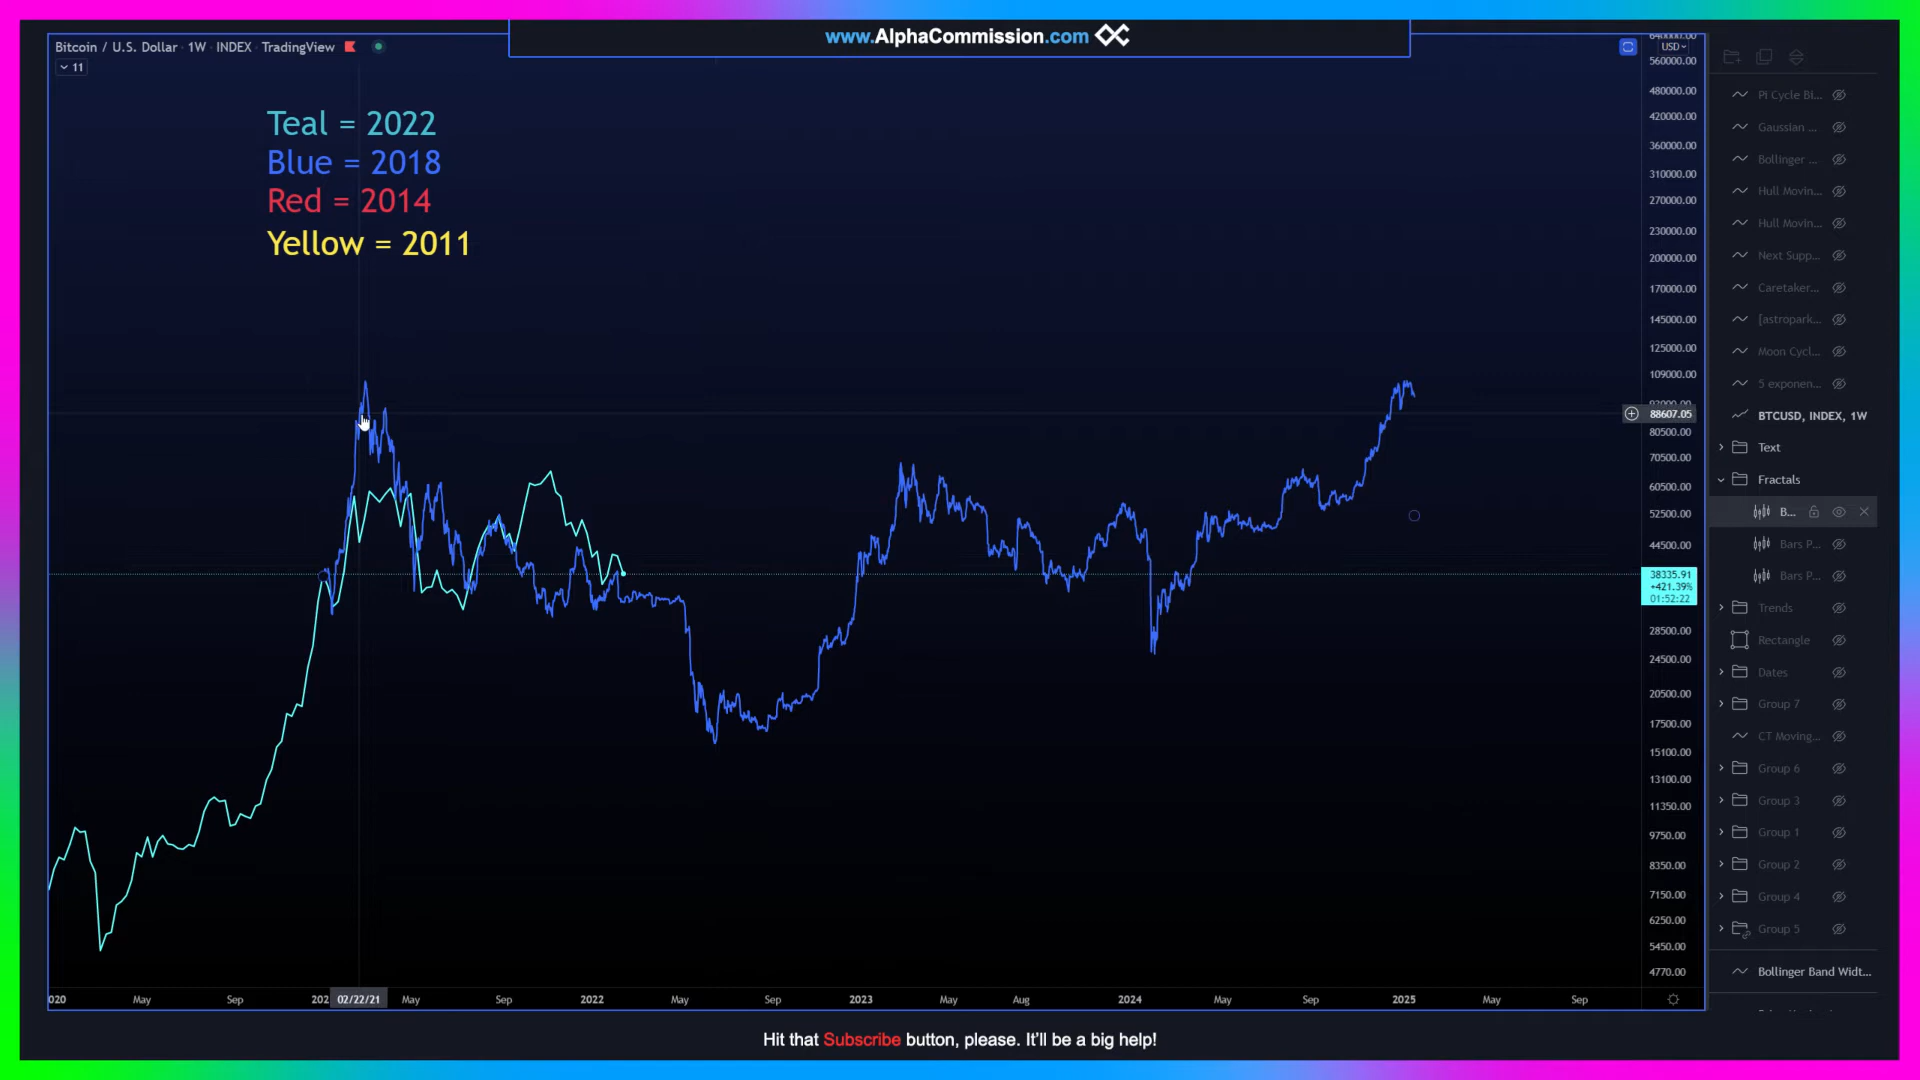 www.AlphaCommission.com
Bitcoin / U.S. Dollar · 1W · INDEX · TradingView
11
Teal = 2022
Blue = 2018
Red = 2014
Yellow = 2011
USD
560000.00
480000.00
420000.00
360000.00
310000.00
270000.00
230000.00
200000.00
170000.00
145000.00
125000.00
109000.00
88607.05
80500.00
70500.00
60500.00
52500.00
44500.00
38335.91
+421.39%
01:52:22
28500.00
24500.00
20500.00
17500.00
15100.00
13100.00
11350.00
9750.00
8350.00
7150.00
6250.00
5450.00
4770.00
020 May Sep 202 02/22/21 May Sep 2022 May Sep 2023 May Aug 2024 May Sep 2025 May Sep
Pi Cycle Bi...
Gaussian ...
Bollinger ...
Hull Movin...
Hull Movin...
Next Supp...
Caretaker...
[astropark...
Moon Cycl...
5 exponen...
BTCUSD, INDEX, 1W
Text
Fractals
B...
Bars P...
Bars P...
Trends
Rectangle
Dates
Group 7
CT Moving...
Group 6
Group 3
Group 1
Group 2
Group 4
Group 5
Bollinger Band Widt...
Hit that Subscribe button, please. It'll be a big help!